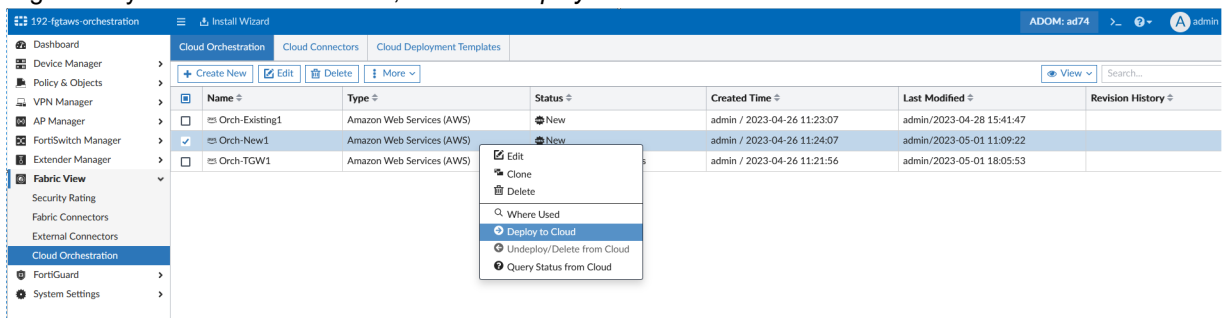 192-fgtaws-orchestration Install Wizard ADOM: ad74 >_ admin
Dashboard
Device Manager
Policy & Objects
VPN Manager
AP Manager
FortiSwitch Manager
Extender Manager
Fabric View
Security Rating
Fabric Connectors
External Connectors
Cloud Orchestration
FortiGuard
System Settings
Cloud Orchestration Cloud Connectors Cloud Deployment Templates
+ Create New Edit Delete More View Search...
Name Type Status Created Time Last Modified Revision History
Orch-Existing1 Amazon Web Services (AWS) New admin / 2023-04-26 11:23:07 admin/2023-04-28 15:41:47
Orch-New1 Amazon Web Services (AWS) New admin / 2023-04-26 11:24:07 admin/2023-05-01 11:09:22
Orch-TGW1 Amazon Web Services (AWS) s admin / 2023-04-26 11:21:56 admin/2023-05-01 18:05:53
Edit
Clone
Delete
Where Used
Deploy to Cloud
Undeploy/Delete from Cloud
Query Status from Cloud